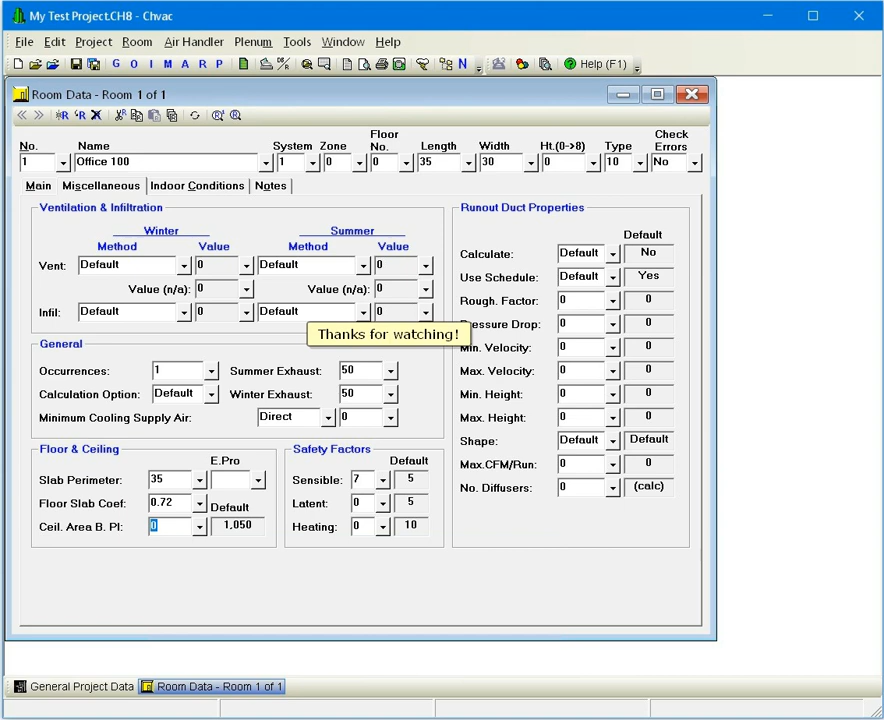 My Test Project.CH8 - Chvac
File Edit Project Room Air Handler Plenum Tools Window Help
G O I M A R P N Help (F1)
Room Data - Room 1 of 1
No. Name System Zone Floor No. Length Width Ht.(0->8) Type Check Errors
1 Office 100 1 0 0 35 30 0 10 No
Main Miscellaneous Indoor Conditions Notes
Ventilation & Infiltration
Winter Summer
Method Value Method Value
Vent: Default 0 Default 0
Value (n/a): 0 Value (n/a): 0
Infil: Default 0 Default 0
Thanks for watching!
General
Occurrences: 1 Summer Exhaust: 50
Calculation Option: Default Winter Exhaust: 50
Minimum Cooling Supply Air: Direct 0
Floor & Ceiling
E.Pro
Slab Perimeter: 35
Floor Slab Coef: 0.72 Default
Ceil. Area B. Pl: 0 1,050
Safety Factors
Default
Sensible: 7 5
Latent: 0 5
Heating: 0 10
Runout Duct Properties
Default
Calculate: Default No
Use Schedule: Default Yes
Rough. Factor: 0 0
Pressure Drop: 0 0
Min. Velocity: 0 0
Max. Velocity: 0 0
Min. Height: 0 0
Max. Height: 0 0
Shape: Default Default
Max.CFM/Run: 0 0
No. Diffusers: 0 (calc)
General Project Data Room Data - Room 1 of 1